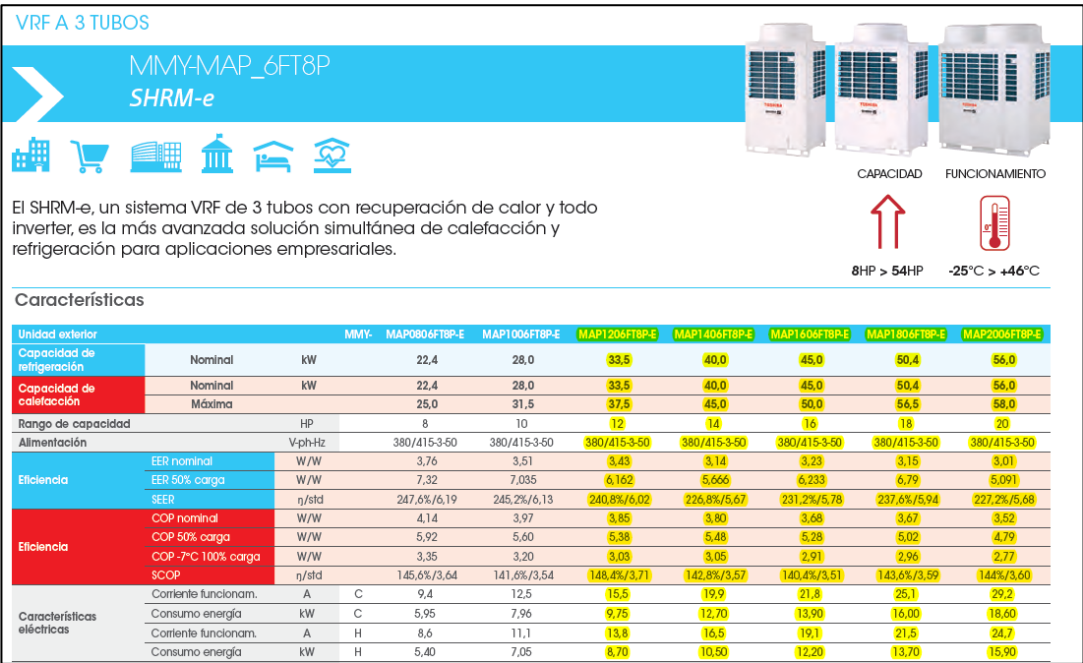 VRF A 3 TUBOS
MMY-MAP_6FT8P
SHRM-e
TOSHIBA
TOSHIBA
CAPACIDAD FUNCIONAMIENTO
El SHRM-e, un sistema VRF de 3 tubos con recuperación de calor y todo
inverter, es la más avanzada solución simultánea de calefacción y
refrigeración para aplicaciones empresariales.
0°
8HP > 54HP -25°C > +46°C
Características
Unidad exterior MMY- MAP0806FT8P-E MAP1006FT8P-E MAP1206FT8P-E MAP1406FT8P-E MAP1606FT8P-E MAP1806FT8P-E MAP2006FT8P-E
Capacidad de refrigeración Nominal kW 22,4 28,0 33,5 40,0 45,0 50,4 56,0
Capacidad de calefacción Nominal kW 22,4 28,0 33,5 40,0 45,0 50,4 56,0
Máxima 25,0 31,5 37,5 45,0 50,0 56,5 58,0
Rango de capacidad HP 8 10 12 14 16 18 20
Alimentación V-ph-Hz 380/415-3-50 380/415-3-50 380/415-3-50 380/415-3-50 380/415-3-50 380/415-3-50 380/415-3-50
Eficiencia EER nominal W/W 3,76 3,51 3,43 3,14 3,23 3,15 3,01
EER 50% carga W/W 7,32 7,035 6,162 5,666 6,233 6,79 5,091
SEER η/std 247,6%/6,19 245,2%/6,13 240,8%/6,02 226,8%/5,67 231,2%/5,78 237,6%/5,94 227,2%/5,68
Eficiencia COP nominal W/W 4,14 3,97 3,85 3,80 3,68 3,67 3,52
COP 50% carga W/W 5,92 5,60 5,38 5,48 5,28 5,02 4,79
COP -7°C 100% carga W/W 3,35 3,20 3,03 3,05 2,91 2,96 2,77
SCOP η/std 145,6%/3,64 141,6%/3,54 148,4%/3,71 142,8%/3,57 140,4%/3,51 143,6%/3,59 144%/3,60
Características eléctricas Corriente funcionam. A C 9,4 12,5 15,5 19,9 21,8 25,1 29,2
Consumo energía kW C 5,95 7,96 9,75 12,70 13,90 16,00 18,60
Corriente funcionam. A H 8,6 11,1 13,8 16,5 19,1 21,5 24,7
Consumo energía kW H 5,40 7,05 8,70 10,50 12,20 13,70 15,90